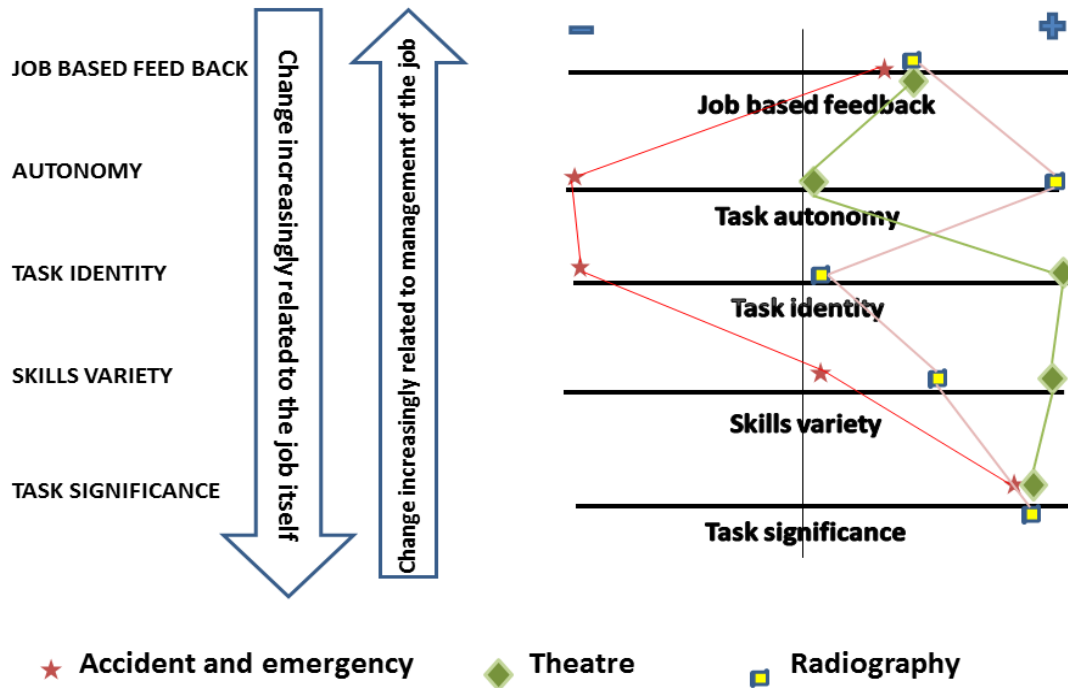 JOB BASED FEED BACK
AUTONOMY
TASK IDENTITY
SKILLS VARIETY
TASK SIGNIFICANCE
Change increasingly related to the job itself
Change increasingly related to management of the job
Job based feedback
Task autonomy
Task identity
Skills variety
Task significance
Accident and emergency
Theatre
Radiography